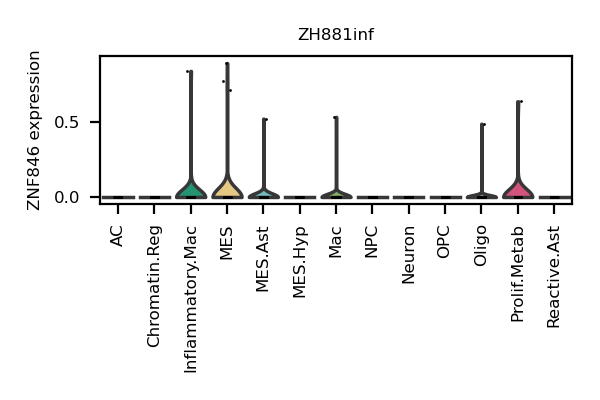 ZH881inf
ZNF846 expression
0.5
0.0
AC
Chromatin.Reg
Inflammatory.Mac
MES
MES.Ast
MES.Hyp
Mac
NPC
Neuron
OPC
Oligo
Prolif.Metab
Reactive.Ast